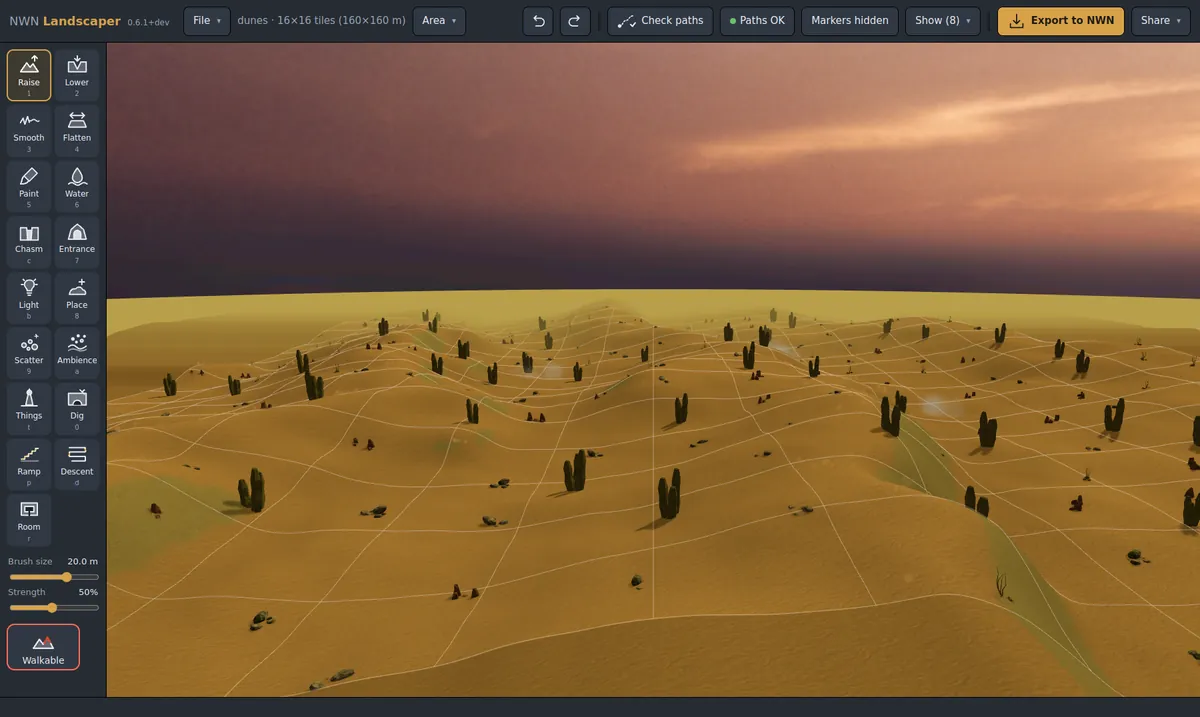 NWN Landscaper 0.6.1+dev File ▾ dunes · 16×16 tiles (160×160 m) Area ▾ Check paths Paths OK Markers hidden Show (8) ▾ Export to NWN Share ▾
Raise Lower
1 2
Smooth Flatten
3 4
Paint Water
5 6
Chasm Entrance
c 7
Light Place
b 8
Scatter Ambience
9 a
Things Dig
t 0
Ramp Descent
p d
Room
r
Brush size 20.0 m
Strength 50%
Walkable